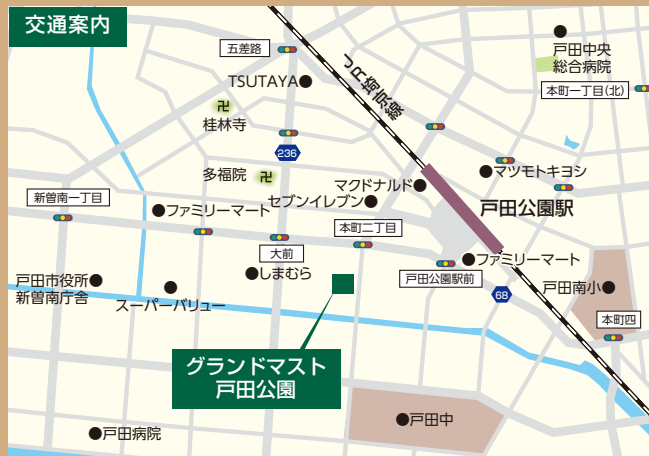 交通案内
五差路
戸田中央
総合病院
TSUTAYA
JR埼京線
本町一丁目(北)
桂林寺
236
多福院
マクドナルド
マツモトキヨシ
セブンイレブン
新曽南一丁目
ファミリーマート
戸田公園駅
本町二丁目
大前
ファミリーマート
しまむら
戸田公園駅前
戸田市役所
新曽南庁舎
スーパーバリュー
68
戸田南小
本町四
グランドマスト
戸田公園
戸田中
戸田病院